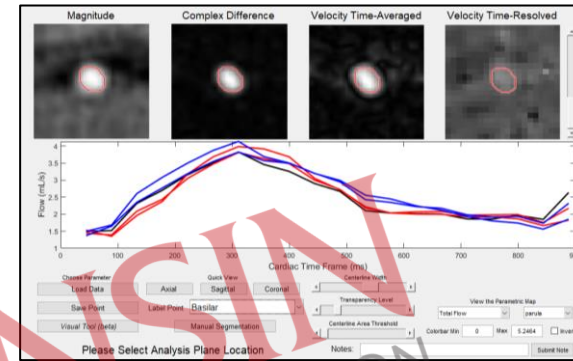 Magnitude Complex Difference Velocity Time-Averaged Velocity Time-Resolved
4
3.5
3
2.5
2
1.5
1
Flow (mL/s)
0 100 200 300 400 500 600 700 800
Cardiac Time Frame (ms)
Choose Parameter Quick View Centerline Width
Load Data Axial Sagittal Coronal
Transparency Level View the Parametric Map
Save Point Label Point Basilar Total Flow parula
Visual Tool (beta) Manual Segmentation Centerline Area Threshold Colorbar Min 0 Max 5.2464 Invert
Please Select Analysis Plane Location Notes: Submit Note